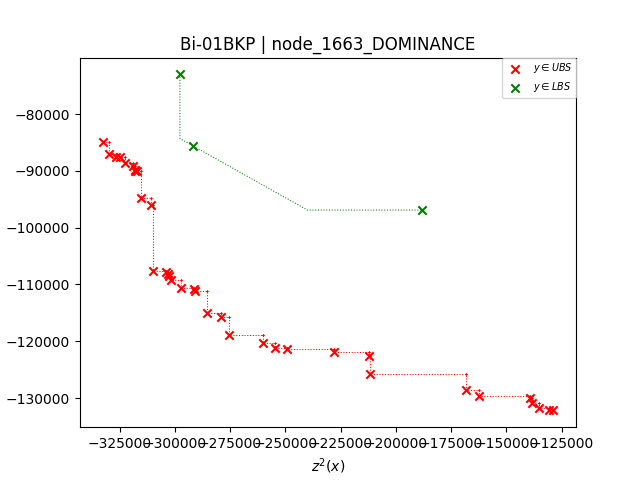 Bi-01BKP | node_1663_DOMINANCE
y ∈ UBS
y ∈ LBS
−80000
−90000
−100000
−110000
−120000
−130000
−325000−300000−275000−250000−225000−200000−175000−150000−125000
z²(x)